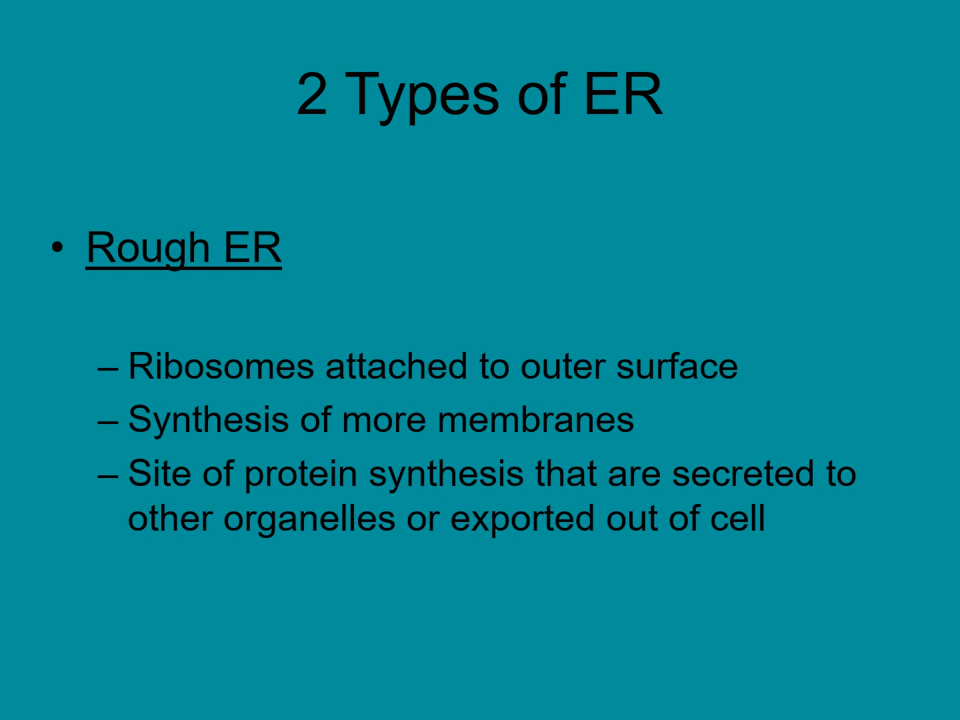 2 Types of ER
• Rough ER
– Ribosomes attached to outer surface
– Synthesis of more membranes
– Site of protein synthesis that are secreted to
other organelles or exported out of cell